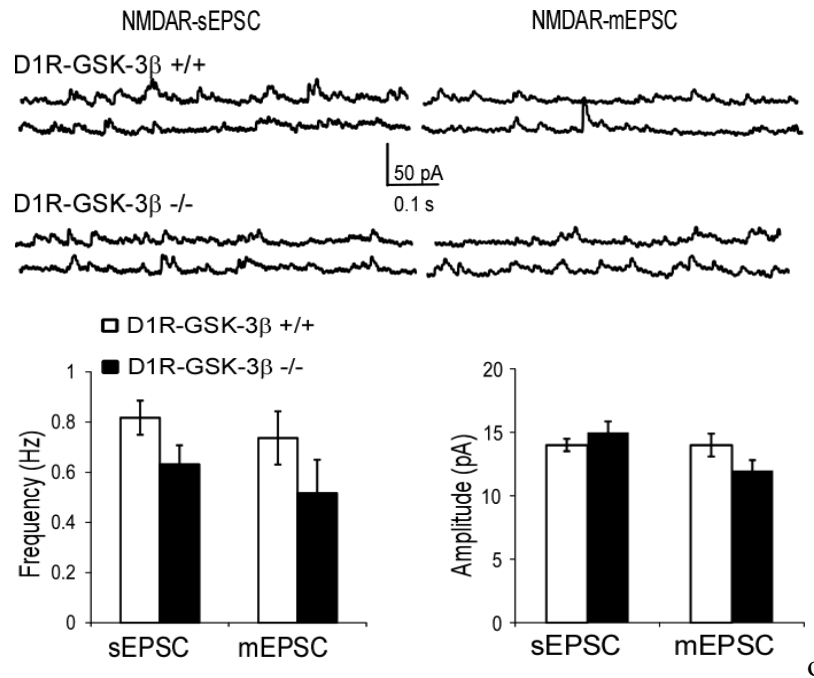 NMDAR-sEPSC NMDAR-mEPSC
D1R-GSK-3β +/+
50 pA
0.1 s
D1R-GSK-3β -/-
D1R-GSK-3β +/+
D1R-GSK-3β -/-
Frequency (Hz)
1
0.8
0.6
0.4
0.2
0
sEPSC mEPSC
Amplitude (pA)
20
15
10
5
0
sEPSC mEPSC